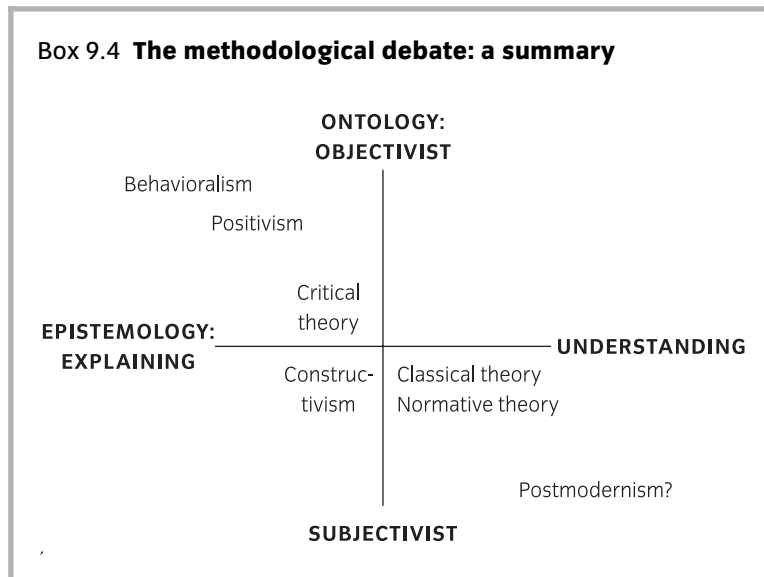 Box 9.4 The methodological debate: a summary
ONTOLOGY:
OBJECTIVIST
Behavioralism
Positivism
Critical
theory
EPISTEMOLOGY:
EXPLAINING
UNDERSTANDING
Construc-
tivism
Classical theory
Normative theory
Postmodernism?
SUBJECTIVIST